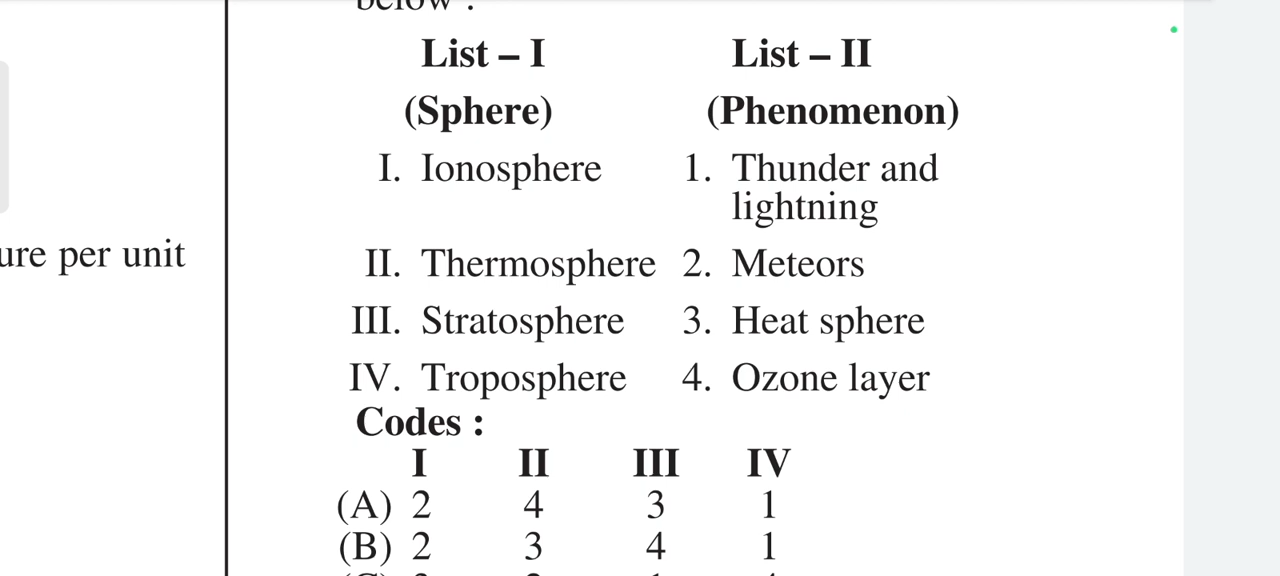 List – I List – II
(Sphere) (Phenomenon)
I. Ionosphere 1. Thunder and
lightning
ure per unit
II. Thermosphere 2. Meteors
III. Stratosphere 3. Heat sphere
IV. Troposphere 4. Ozone layer
Codes :
I II III IV
(A) 2 4 3 1
(B) 2 3 4 1